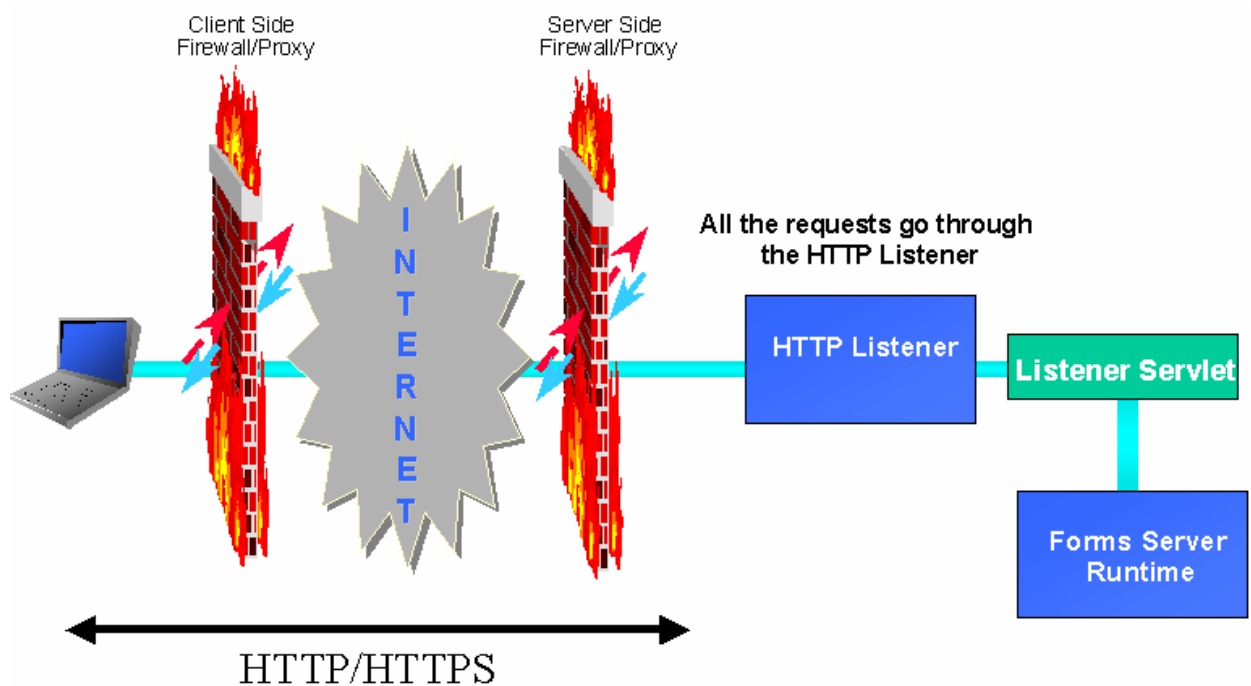 Client Side
Firewall/Proxy
Server Side
Firewall/Proxy
INTERNET
All the requests go through
the HTTP Listener
HTTP Listener
Listener Servlet
Forms Server
Runtime
HTTP/HTTPS